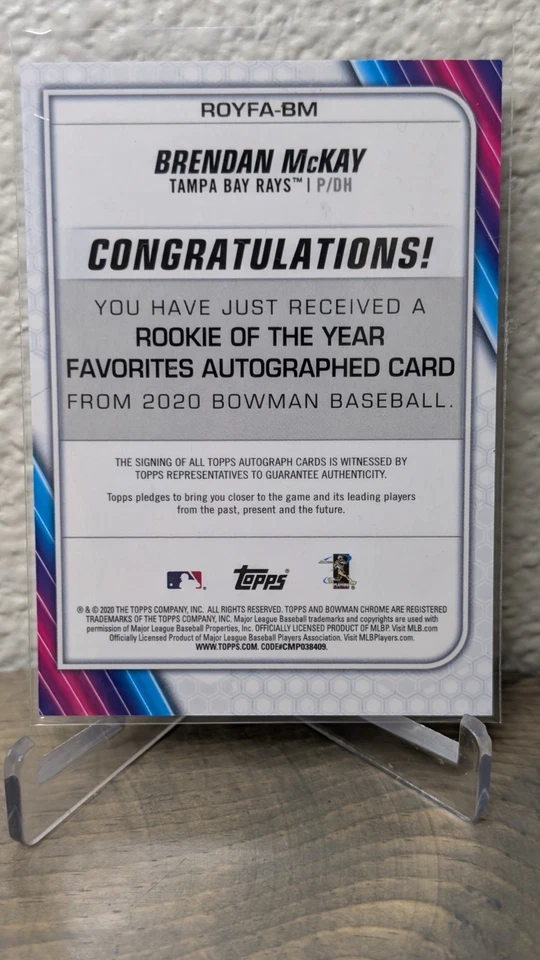 ROYFA-BM
BRENDAN McKAY
TAMPA BAY RAYS™ | P/DH
CONGRATULATIONS!
YOU HAVE JUST RECEIVED A
ROOKIE OF THE YEAR
FAVORITES AUTOGRAPHED CARD
FROM 2020 BOWMAN BASEBALL.
THE SIGNING OF ALL TOPPS AUTOGRAPH CARDS IS WITNESSED BY
TOPPS REPRESENTATIVES TO GUARANTEE AUTHENTICITY.
Topps pledges to bring you closer to the game and its leading players
from the past, present and the future.
Topps®
® & © 2020 THE TOPPS COMPANY, INC. ALL RIGHTS RESERVED. TOPPS AND BOWMAN CHROME ARE REGISTERED
TRADEMARKS OF THE TOPPS COMPANY, INC. Major League Baseball trademarks and copyrights are used with
permission of Major League Baseball Properties, Inc. OFFICIALLY LICENSED PRODUCT OF MLBP. Visit MLB.com
Officially Licensed Product of Major League Baseball Players Association. Visit MLBPlayers.com.
WWW.TOPPS.COM. CODE#CMP038409.